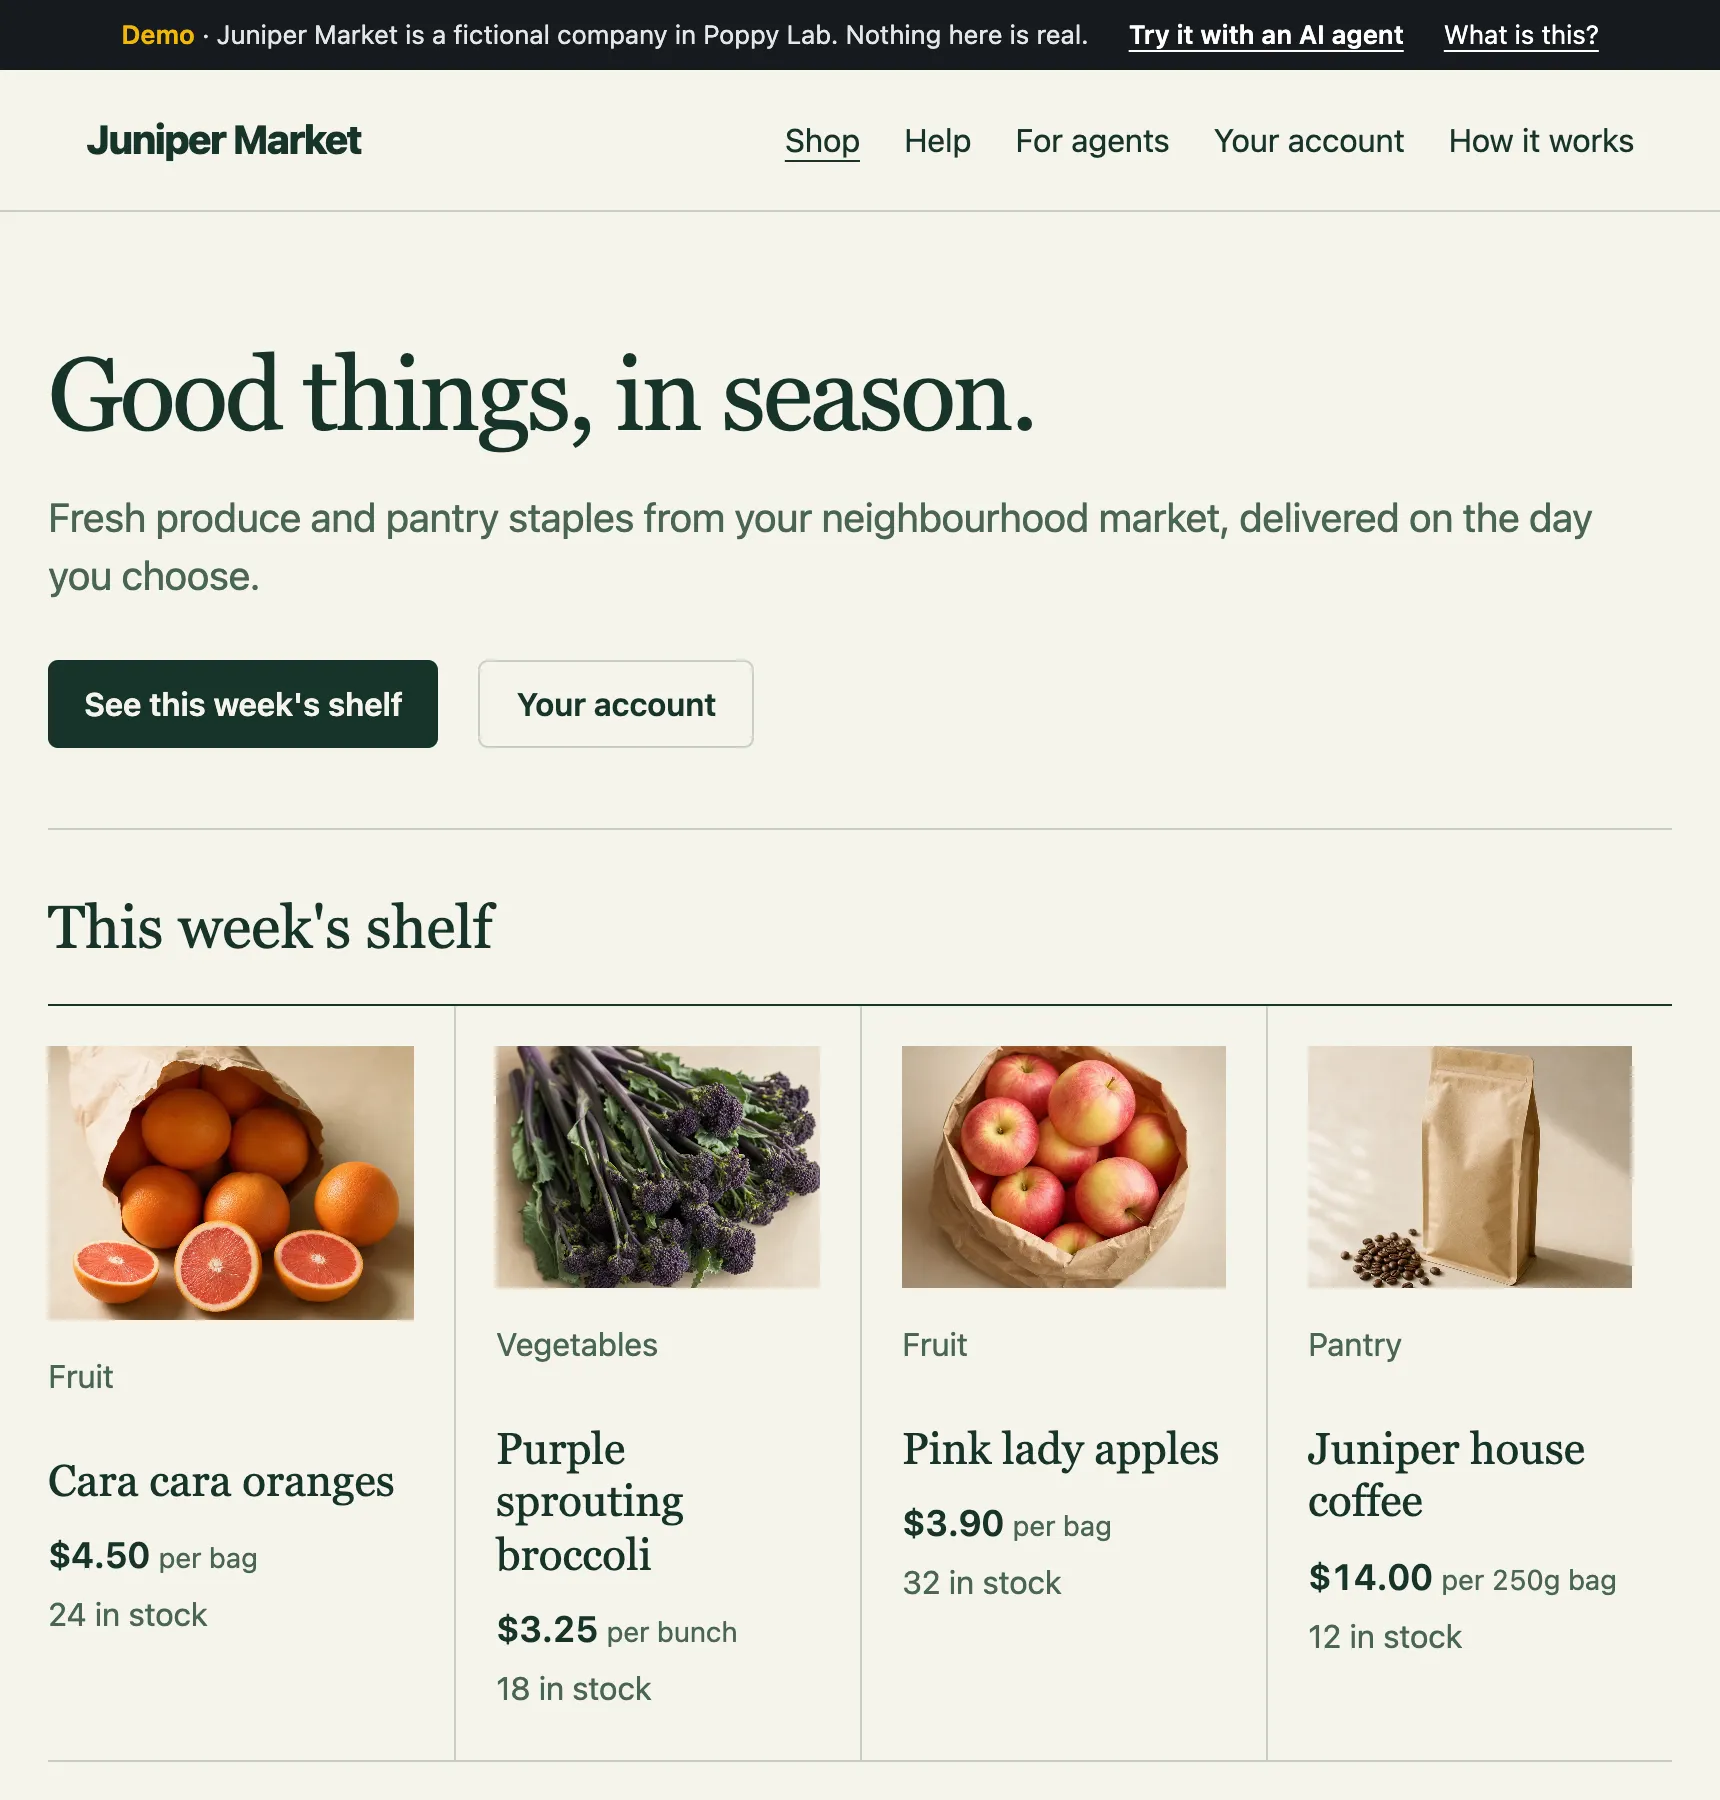 Demo · Juniper Market is a fictional company in Poppy Lab. Nothing here is real. Try it with an AI agent What is this?
Juniper Market
Shop Help For agents Your account How it works
Good things, in season.
Fresh produce and pantry staples from your neighbourhood market, delivered on the day
you choose.
See this week's shelf
Your account
This week's shelf
Fruit
Cara cara oranges
$4.50 per bag
24 in stock
Vegetables
Purple
sprouting
broccoli
$3.25 per bunch
18 in stock
Fruit
Pink lady apples
$3.90 per bag
32 in stock
Pantry
Juniper house
coffee
$14.00 per 250g bag
12 in stock